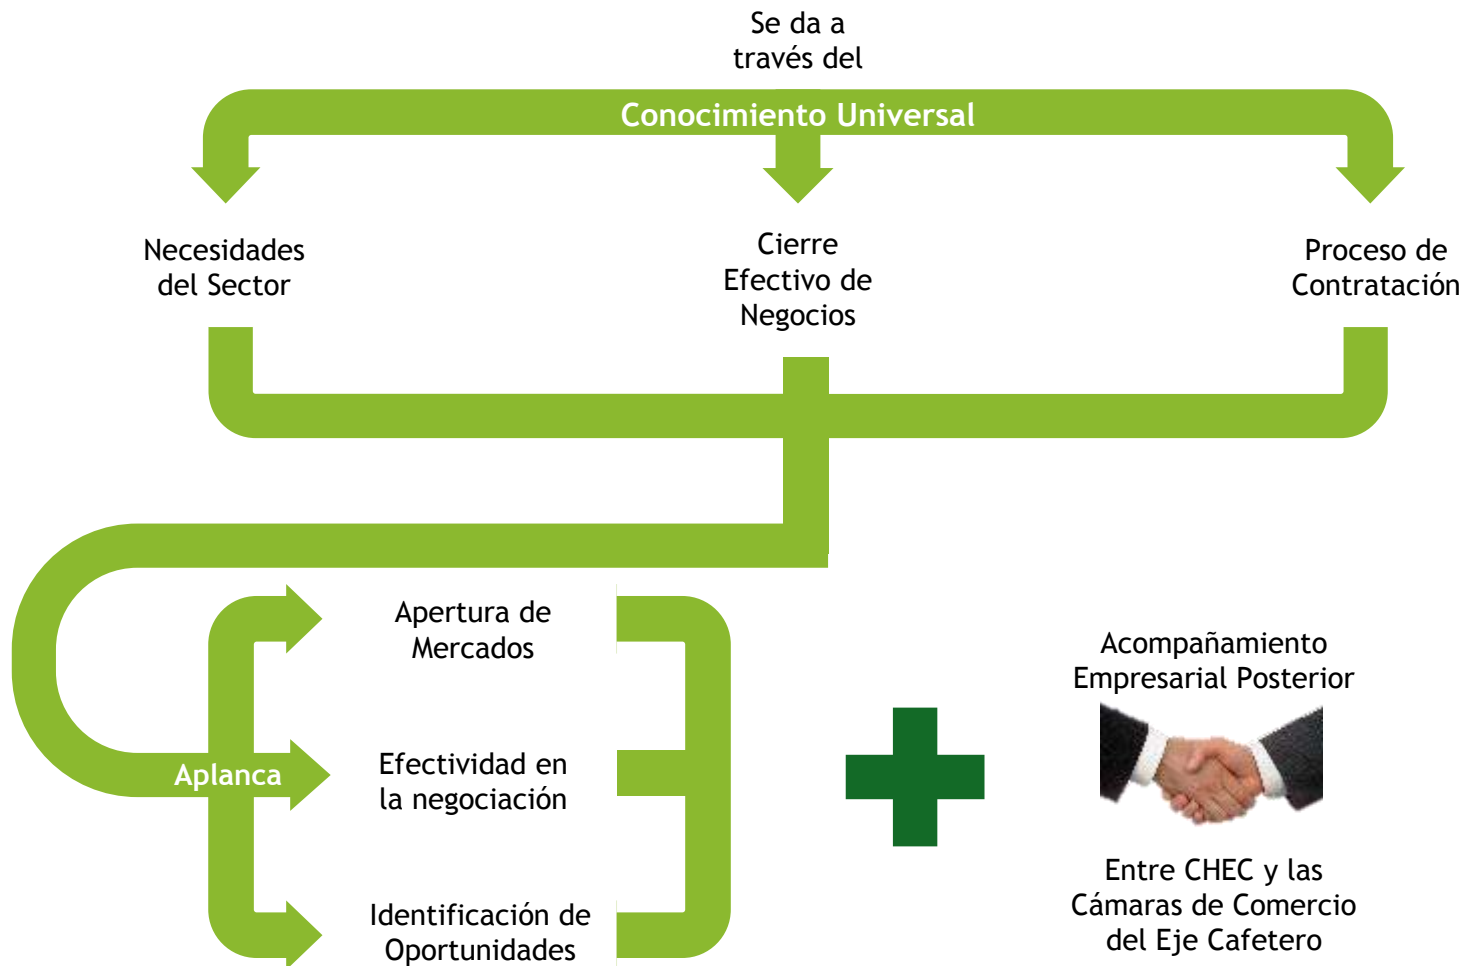 Se da a
través del
Conocimiento Universal
Necesidades
del Sector
Cierre
Efectivo de
Negocios
Proceso de
Contratación
Apertura de
Mercados
Aplanca
Efectividad en
la negociación
Identificación de
Oportunidades
Acompañamiento
Empresarial Posterior
Entre CHEC y las
Cámaras de Comercio
del Eje Cafetero